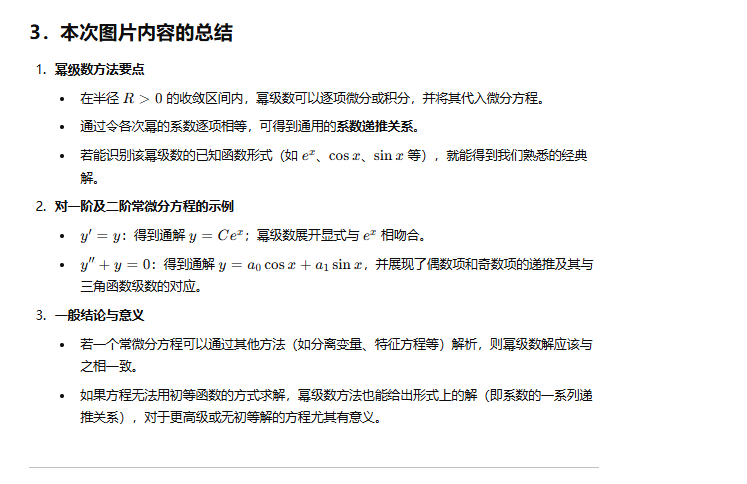 3. 本次图片内容的总结
1. 幂级数方法要点
• 在半径 R > 0 的收敛区间内，幂级数可以逐项微分或积分，并将其代入微分方程。
• 通过令各次幂的系数逐项相等，可得到通用的系数递推关系。
• 若能识别该幂级数的已知函数形式（如 eˣ、cos x、sin x 等），就能得到我们熟悉的经典
解。
2. 对一阶及二阶常微分方程的示例
• y′ = y：得到通解 y = Ceˣ；幂级数展开显式与 eˣ 相吻合。
• y″ + y = 0：得到通解 y = a₀ cos x + a₁ sin x，并展现了偶数项和奇数项的递推及其与
三角函数级数的对应。
3. 一般结论与意义
• 若一个常微分方程可以通过其他方法（如分离变量、特征方程等）解析，则幂级数解应该与
之相一致。
• 如果方程无法用初等函数的方式求解，幂级数方法也能给出形式上的解（即系数的一系列递
推关系），对于更高级或无初等解的方程尤其有意义。